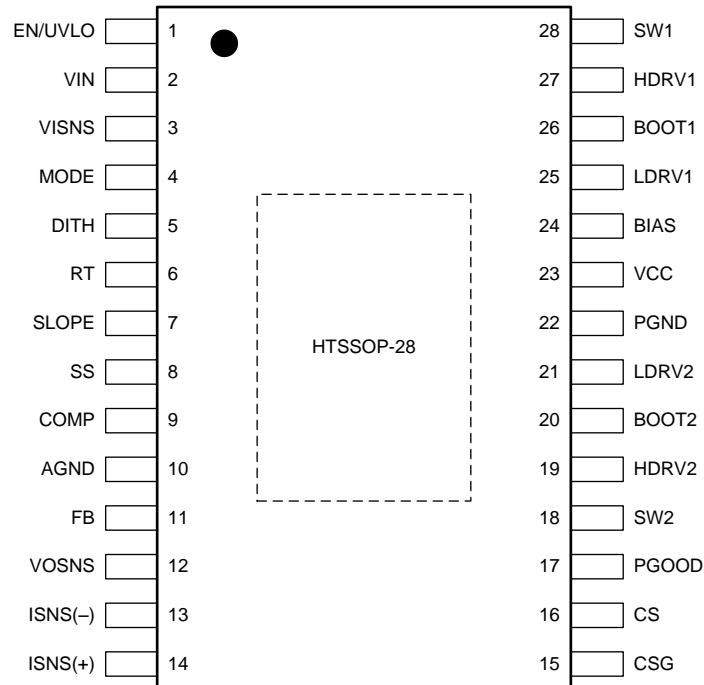 EN/UVLO 1 28 SW1
VIN 2 27 HDRV1
VISNS 3 26 BOOT1
MODE 4 25 LDRV1
DITH 5 24 BIAS
RT 6 23 VCC
SLOPE 7 22 PGND
HTSSOP-28
SS 8 21 LDRV2
COMP 9 20 BOOT2
AGND 10 19 HDRV2
FB 11 18 SW2
VOSNS 12 17 PGOOD
ISNS(–) 13 16 CS
ISNS(+) 14 15 CSG